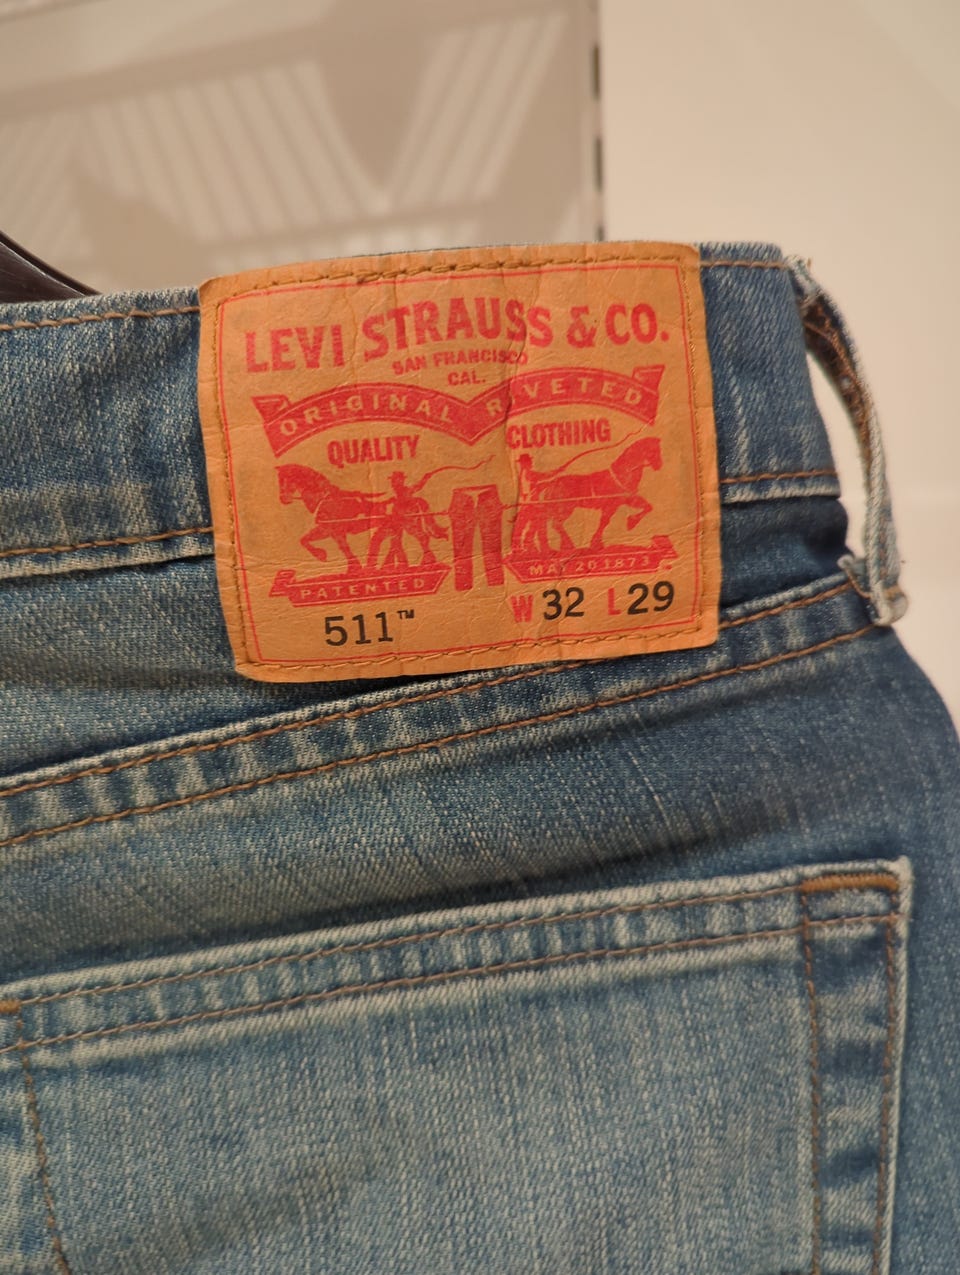 LEVI STRAUSS & CO.
SAN FRANCISCO
CAL.
ORIGINAL RIVETED
QUALITY CLOTHING
PATENTED MAY 20 1873
511™ W 32 L 29